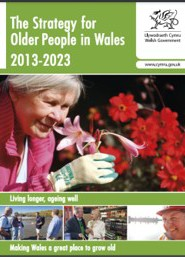 The Strategy for
Older People in Wales
2013-2023
Llywodraeth Cymru
Welsh Government
www.cymru.gov.uk
Living longer, ageing well
Making Wales a great place to grow old